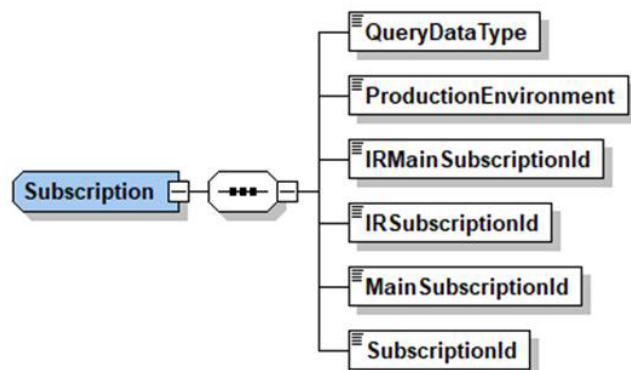 QueryDataType
ProductionEnvironment
IRMainSubscriptionId
Subscription
IRSubscriptionId
MainSubscriptionId
SubscriptionId